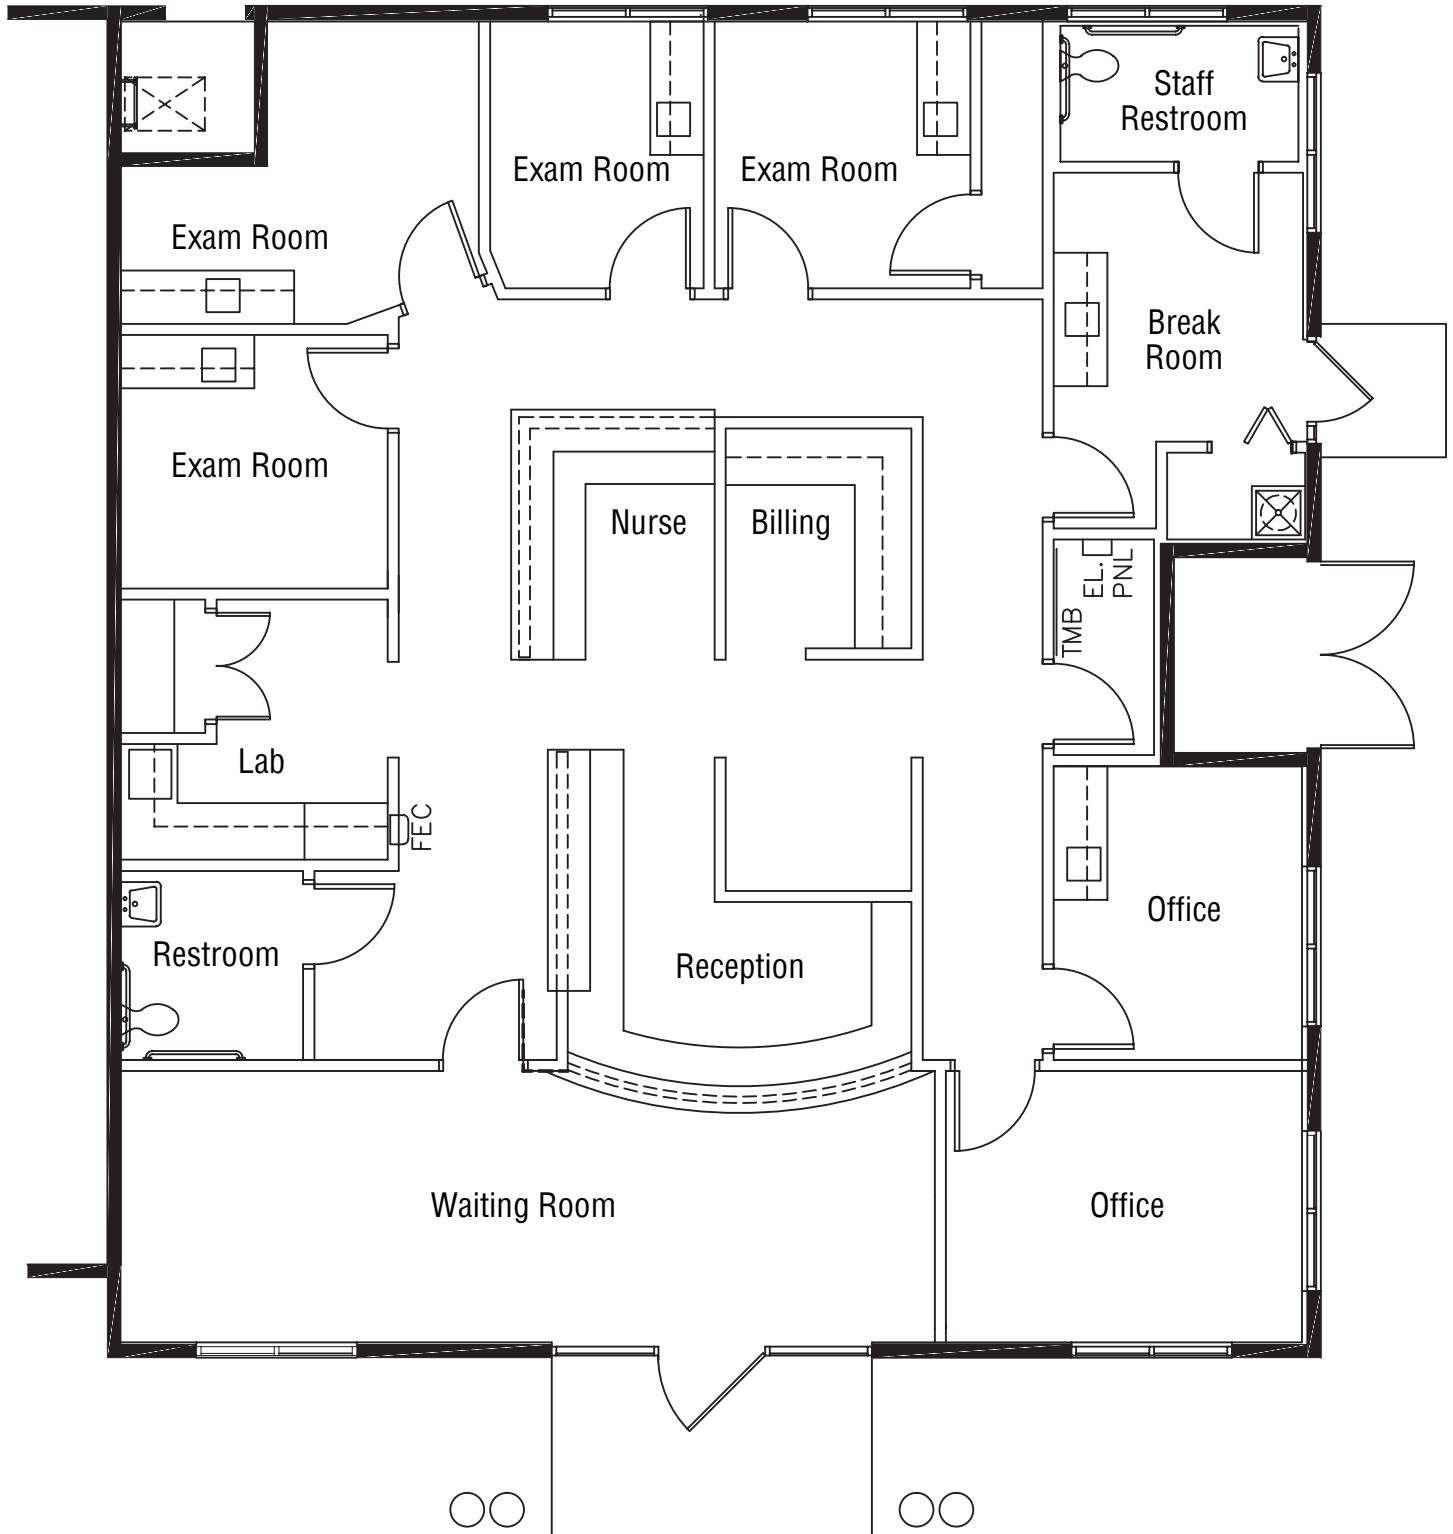 Staff
Restroom
Exam Room
Exam Room
Exam Room
Break
Room
Exam Room
Nurse
Billing
EL.
PNL
TMB
Lab
FEC
Office
Restroom
Reception
Waiting Room
Office